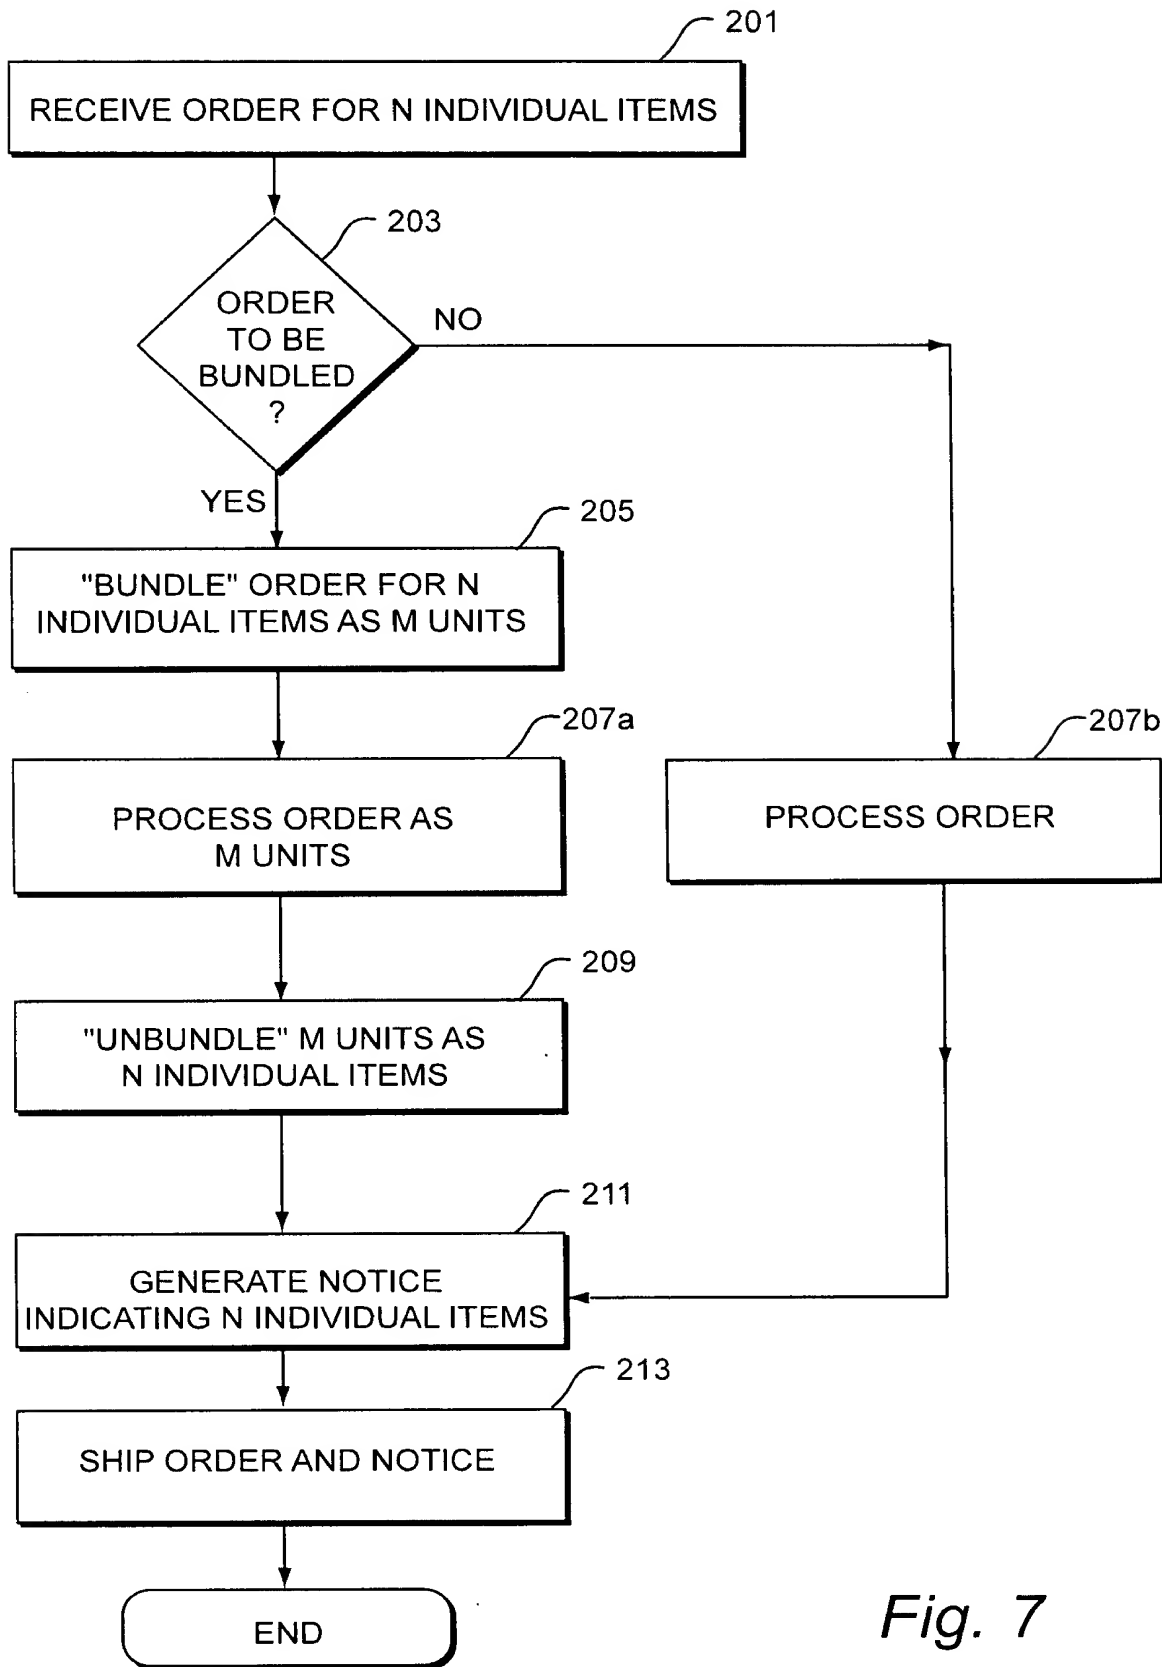 201
RECEIVE ORDER FOR N INDIVIDUAL ITEMS
203
ORDER
TO BE
BUNDLED
?
NO
YES
205
"BUNDLE" ORDER FOR N
INDIVIDUAL ITEMS AS M UNITS
207a
PROCESS ORDER AS
M UNITS
207b
PROCESS ORDER
209
"UNBUNDLE" M UNITS AS
N INDIVIDUAL ITEMS
211
GENERATE NOTICE
INDICATING N INDIVIDUAL ITEMS
213
SHIP ORDER AND NOTICE
END
Fig. 7